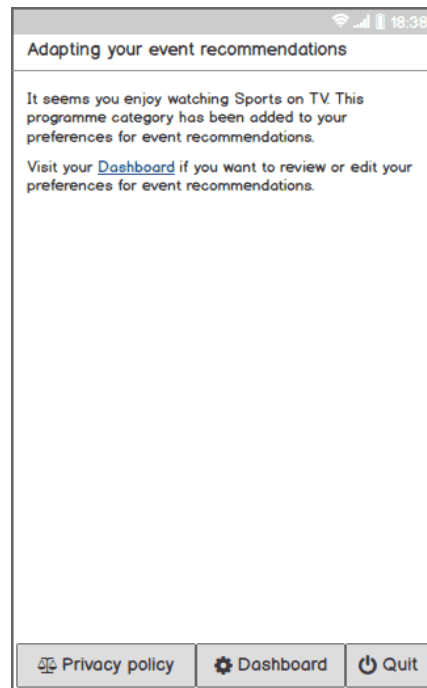 18:38
Adapting your event recommendations
It seems you enjoy watching Sports on TV. This
programme category has been added to your
preferences for event recommendations.
Visit your Dashboard if you want to review or edit your
preferences for event recommendations.
Privacy policy Dashboard Quit